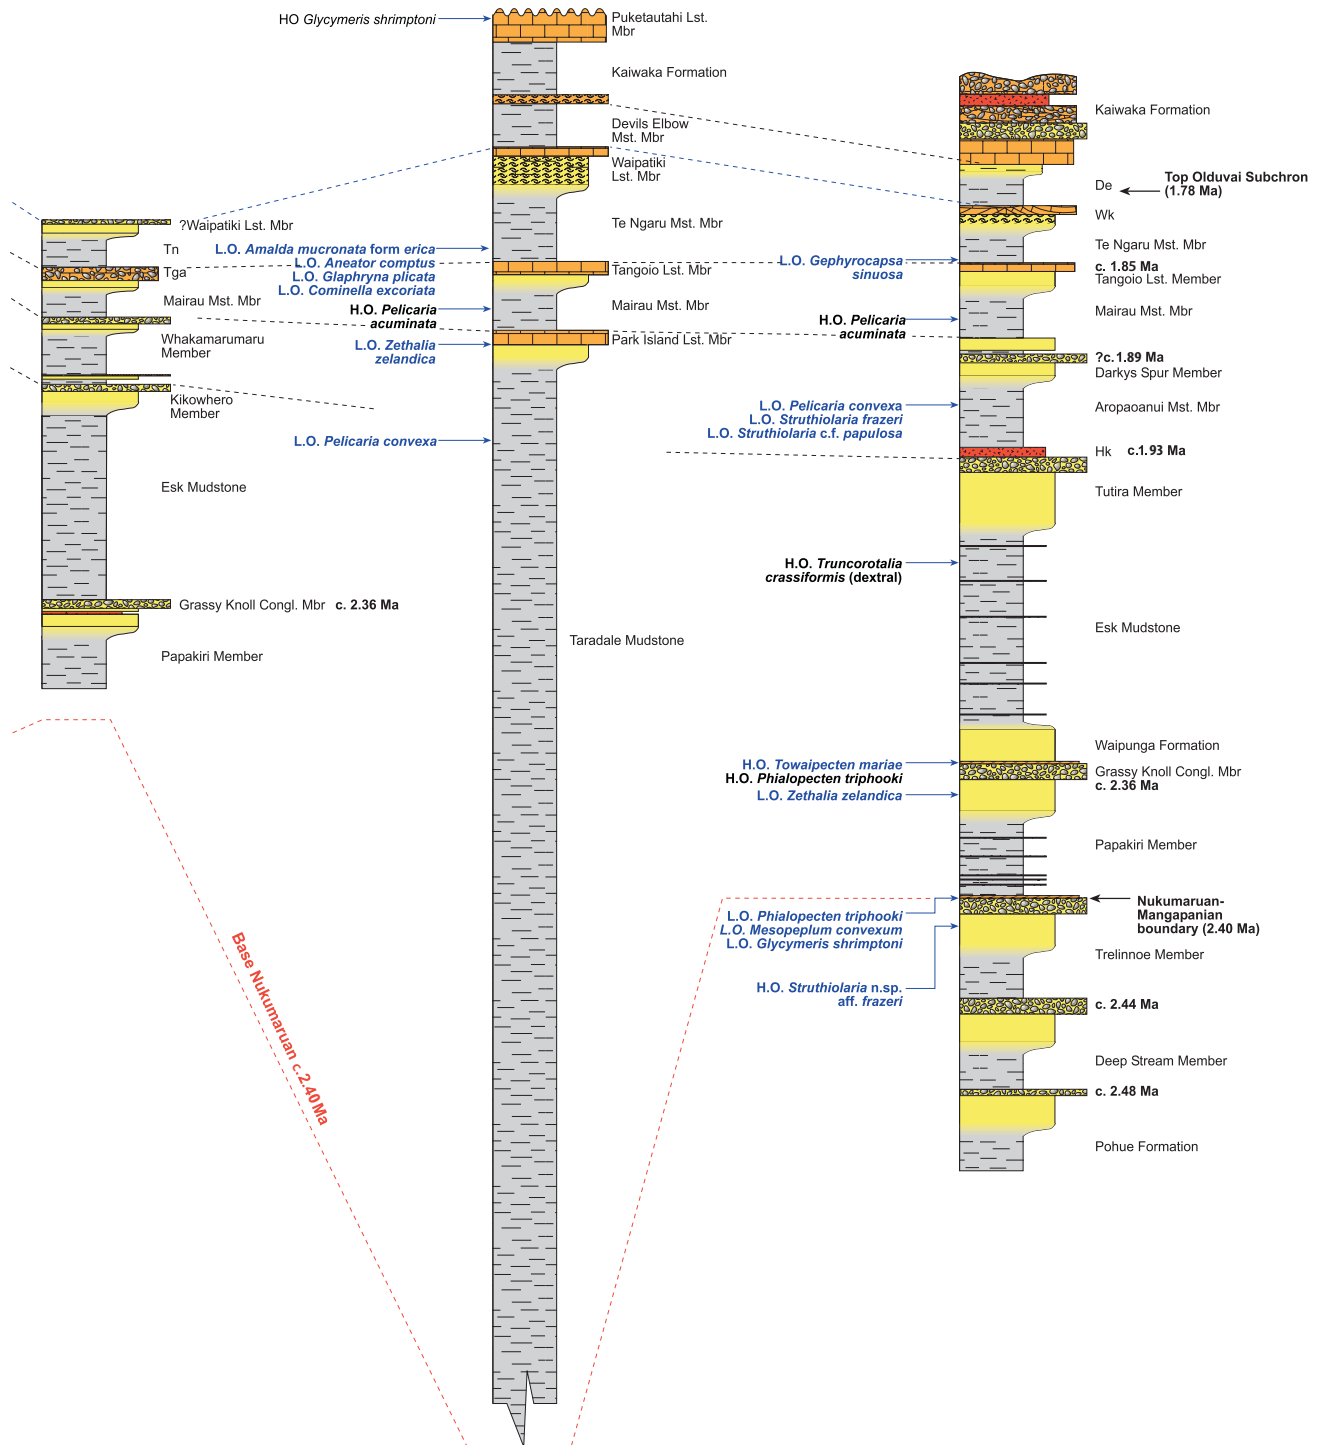 HO Glycymeris shrimptoni
Puketautahi Lst.
Mbr
Kaiwaka Formation
Devils Elbow
Mst. Mbr
Waipatiki
Lst. Mbr
Te Ngaru Mst. Mbr
Tangoio Lst. Mbr
Mairau Mst. Mbr
Park Island Lst. Mbr
Taradale Mudstone
?Waipatiki Lst. Mbr
Tn
Tga
Mairau Mst. Mbr
Whakamarumaru
Member
Kikowhero
Member
Esk Mudstone
Grassy Knoll Congl. Mbr c. 2.36 Ma
Papakiri Member
L.O. Amalda mucronata form erica
L.O. Aneator comptus
L.O. Glaphryna plicata
L.O. Cominella excoriata
H.O. Pelicaria
acuminata
L.O. Zethalia
zelandica
L.O. Pelicaria convexa
Base Nukumaruan c.2.40Ma
Kaiwaka Formation
De
Top Olduvai Subchron
(1.78 Ma)
Wk
Te Ngaru Mst. Mbr
c. 1.85 Ma
Tangoio Lst. Member
Mairau Mst. Mbr
?c. 1.89 Ma
Darkys Spur Member
Aropaoanui Mst. Mbr
Hk c.1.93 Ma
Tutira Member
Esk Mudstone
Waipunga Formation
Grassy Knoll Congl. Mbr
c. 2.36 Ma
Papakiri Member
Nukumaruan-
Mangapanian
boundary (2.40 Ma)
Trelinnoe Member
c. 2.44 Ma
Deep Stream Member
c. 2.48 Ma
Pohue Formation
L.O. Gephyrocapsa
sinuosa
H.O. Pelicaria
acuminata
L.O. Pelicaria convexa
L.O. Struthiolaria frazeri
L.O. Struthiolaria c.f. papulosa
H.O. Truncorotalia
crassiformis (dextral)
H.O. Towaipecten mariae
H.O. Phialopecten triphooki
L.O. Zethalia zelandica
L.O. Phialopecten triphooki
L.O. Mesopeplum convexum
L.O. Glycymeris shrimptoni
H.O. Struthiolaria n.sp.
aff. frazeri